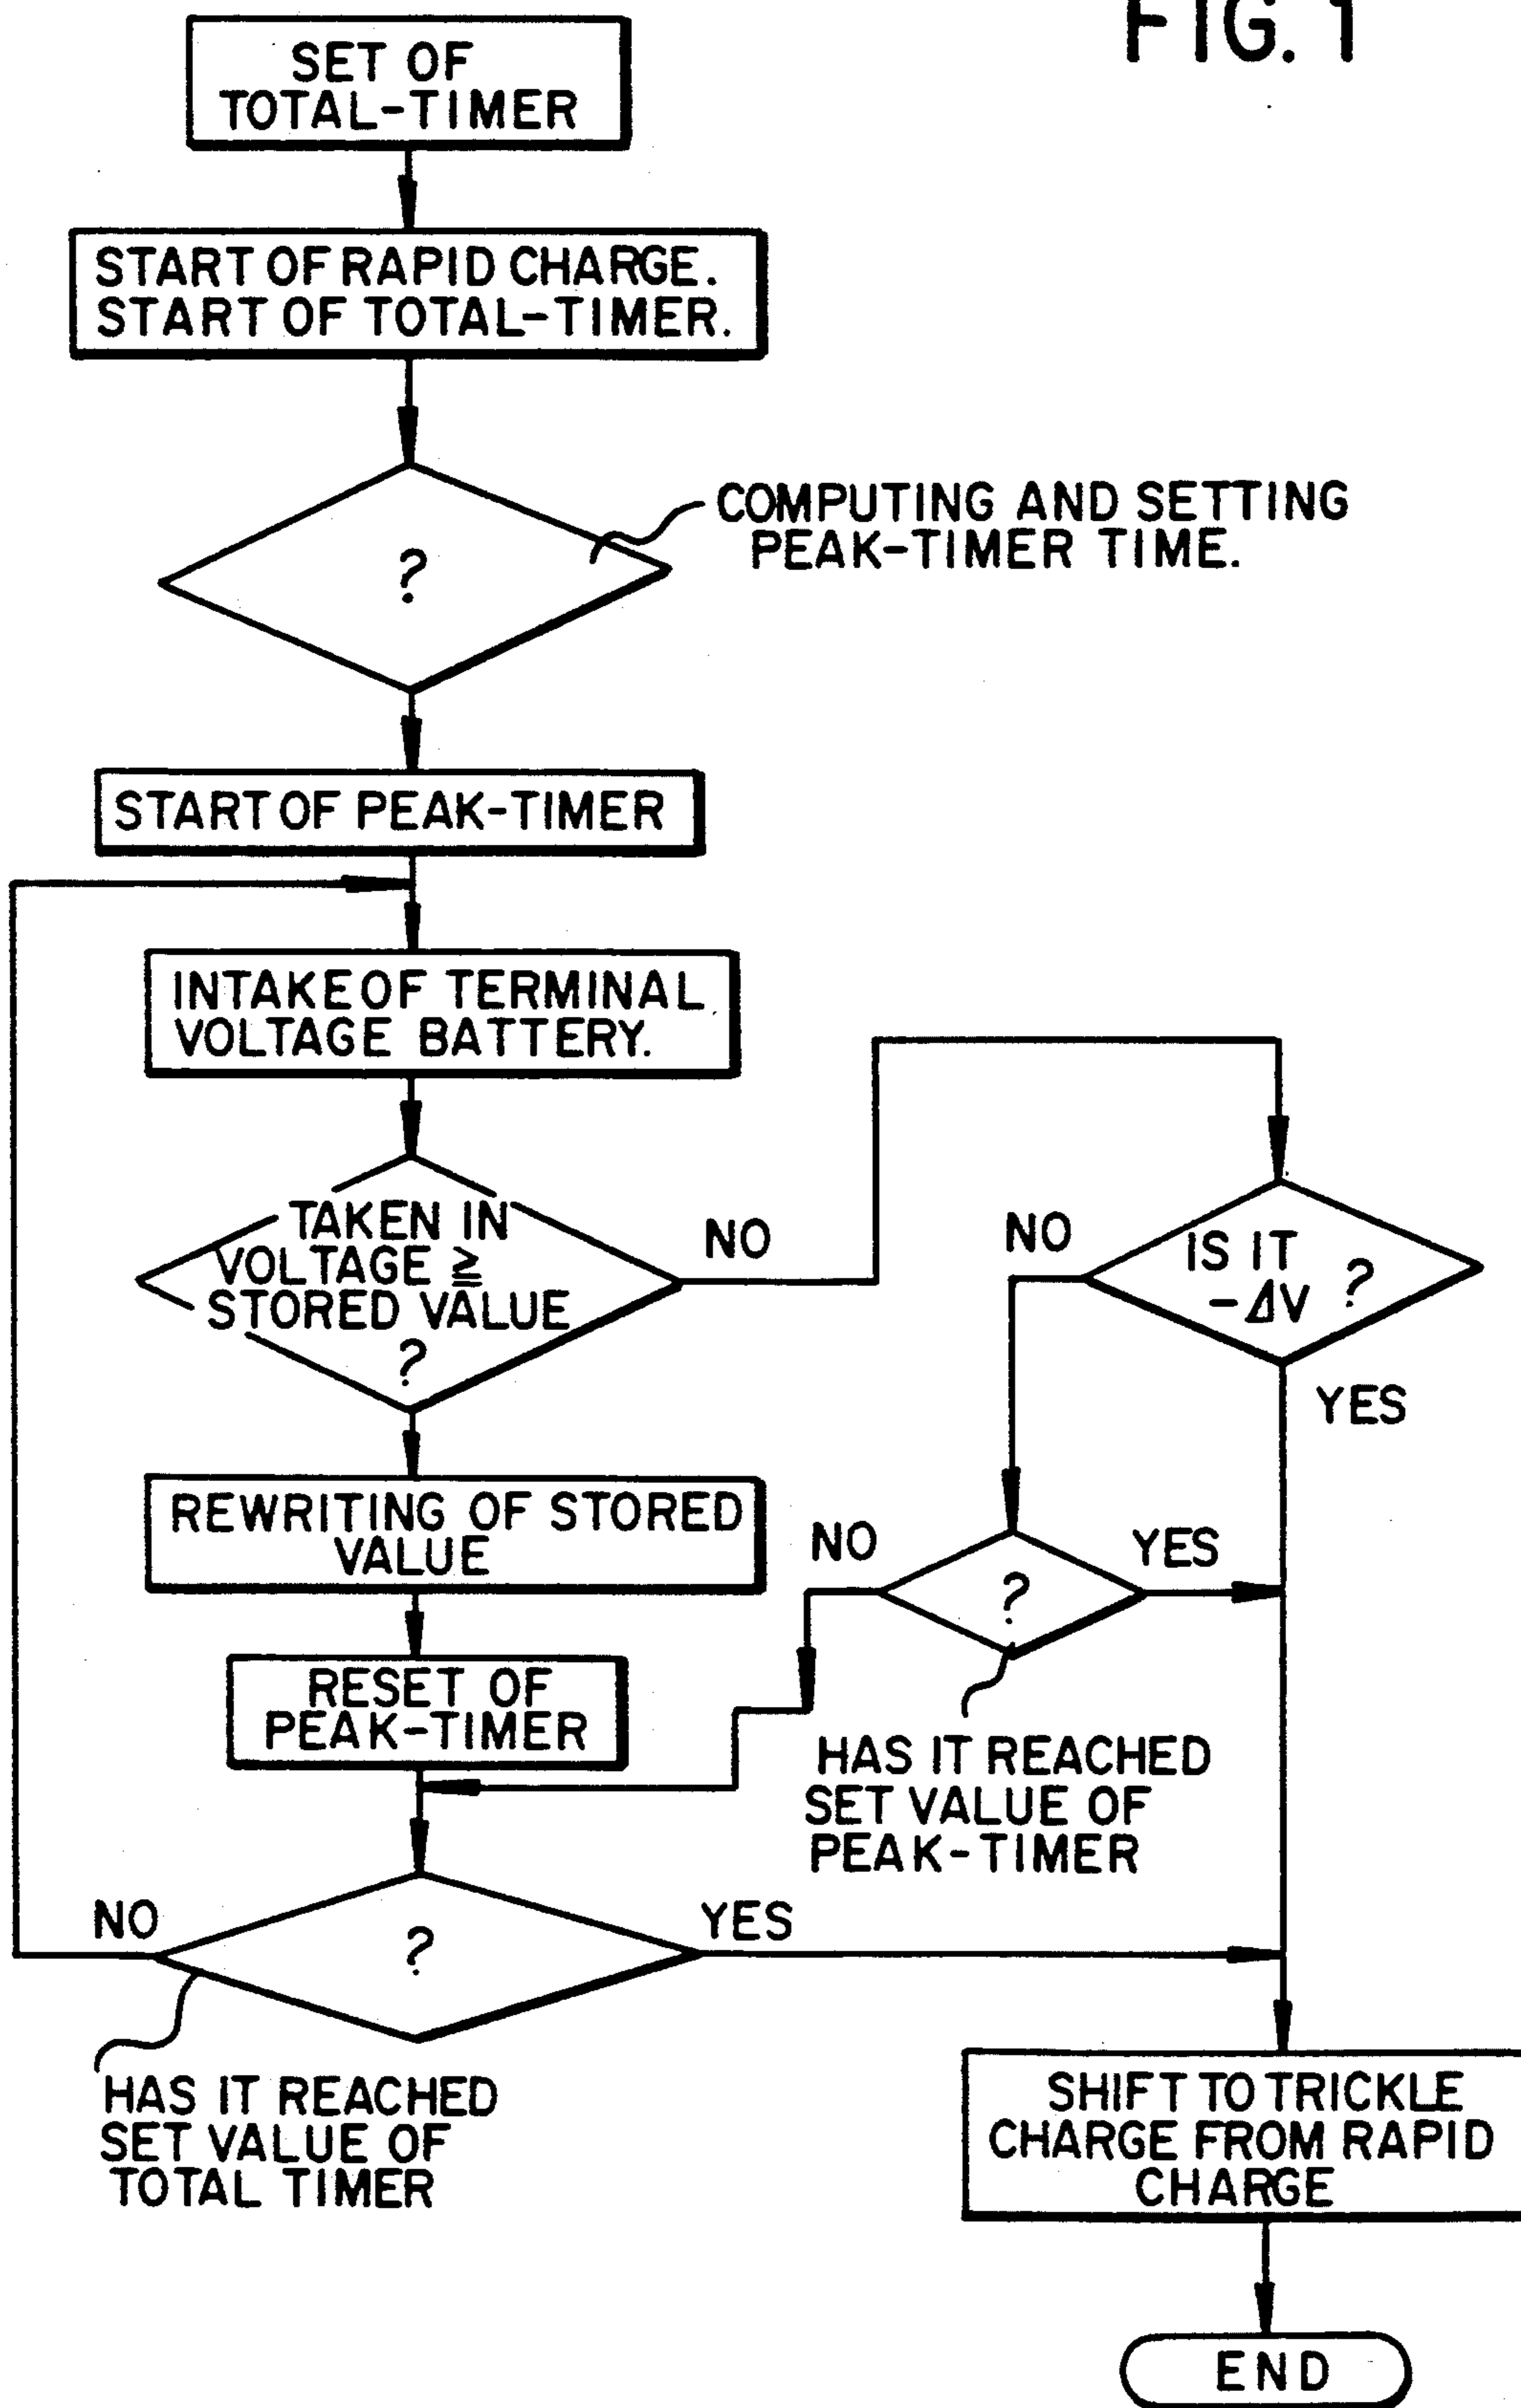 FIG. 1
SET OF
TOTAL-TIMER
START OF RAPID CHARGE.
START OF TOTAL-TIMER.
?
COMPUTING AND SETTING
PEAK-TIMER TIME.
START OF PEAK-TIMER
INTAKE OF TERMINAL
VOLTAGE BATTERY.
TAKEN IN
VOLTAGE ≧
STORED VALUE
?
NO
IS IT
-ΔV ?
NO
YES
REWRITING OF STORED
VALUE
NO
?
YES
RESET OF
PEAK-TIMER
HAS IT REACHED
SET VALUE OF
PEAK-TIMER
NO
?
YES
HAS IT REACHED
SET VALUE OF
TOTAL TIMER
SHIFT TO TRICKLE
CHARGE FROM RAPID
CHARGE
END